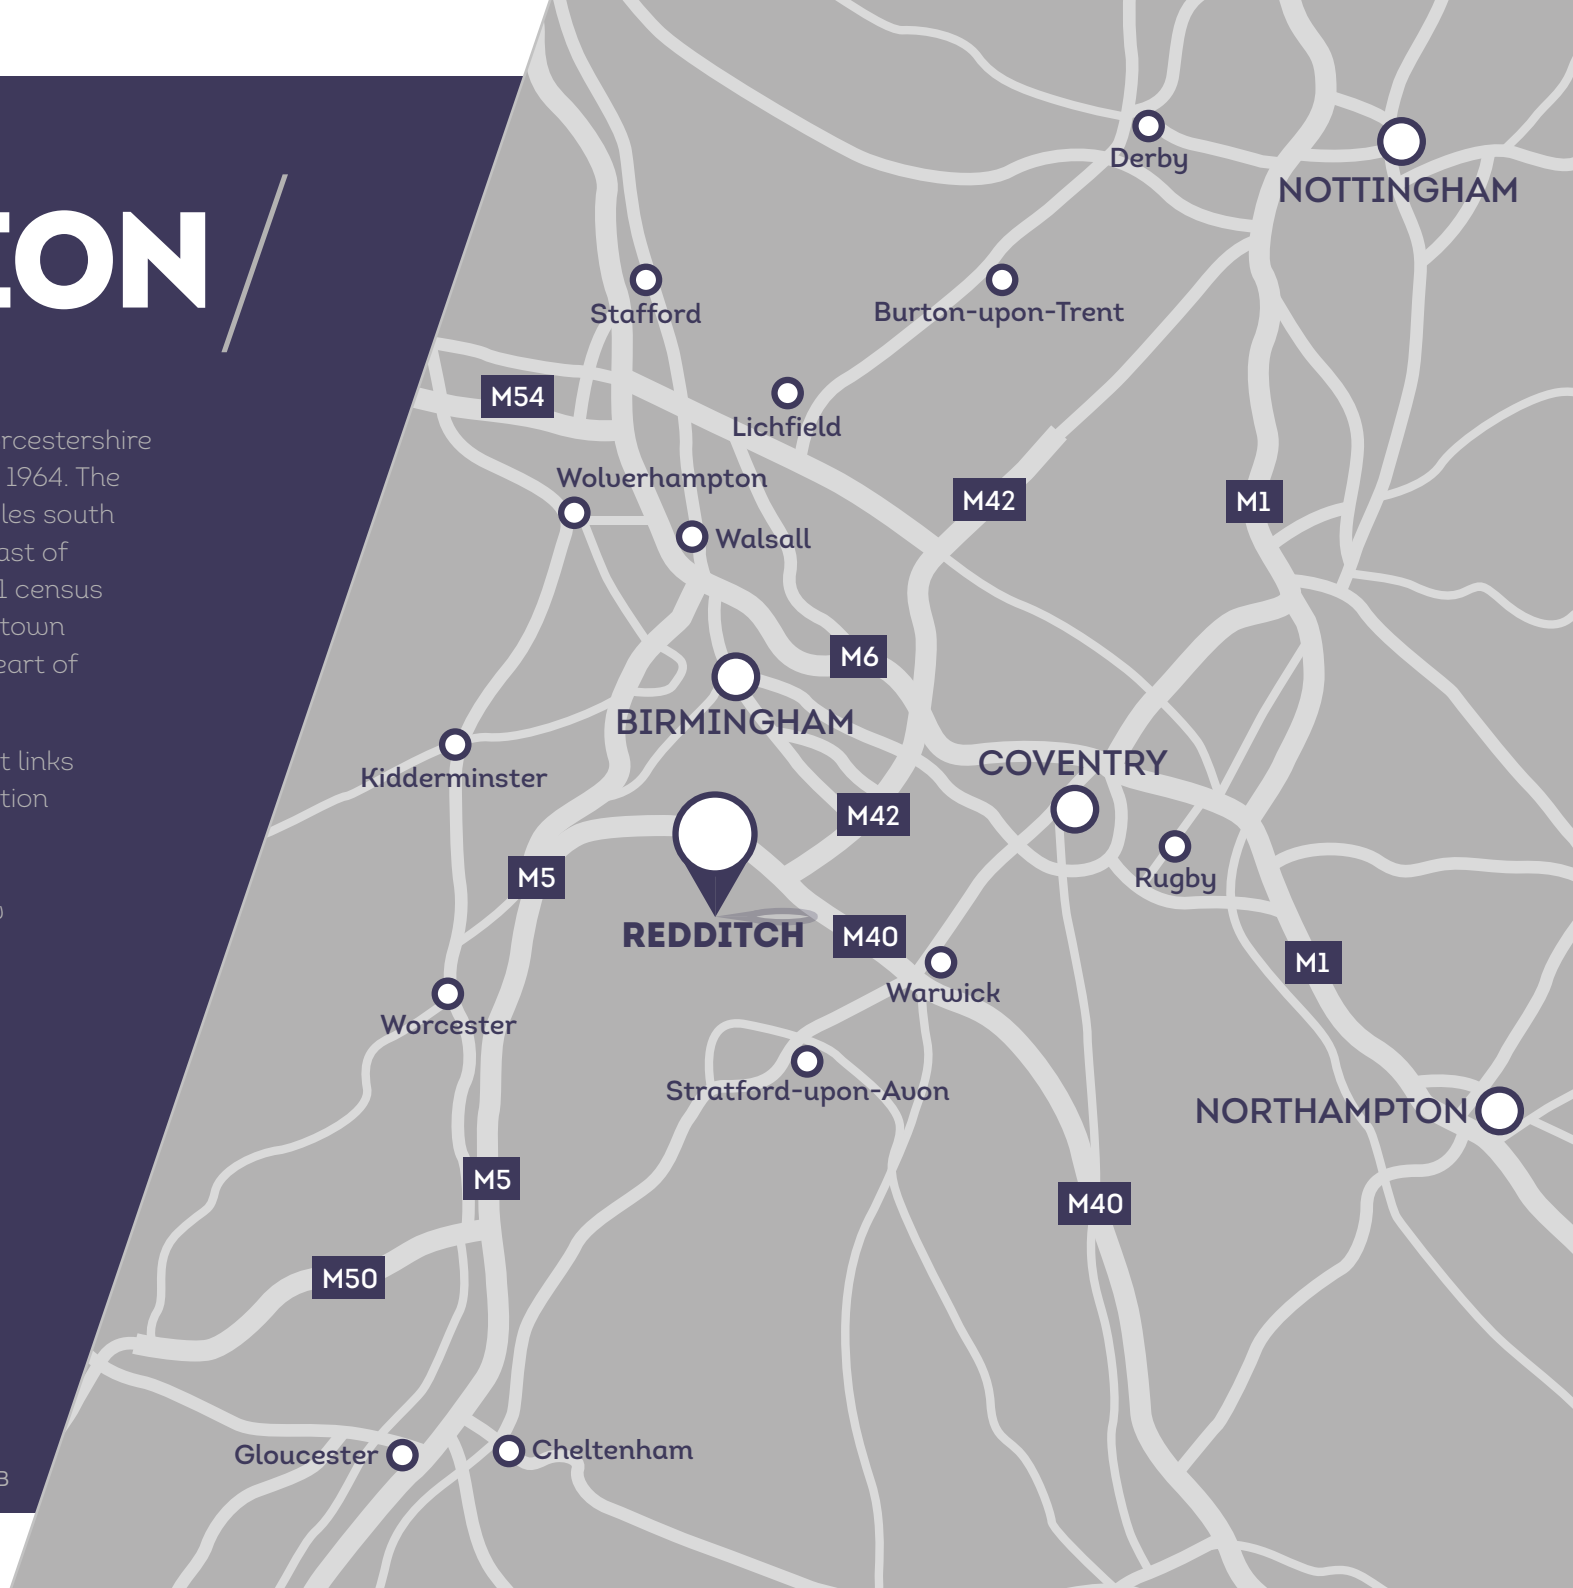 ION /
rcestershire
1964. The
les south
ast of
1 census
town
eart of
t links
tion
Derby
NOTTINGHAM
Stafford
Burton-upon-Trent
M54
Lichfield
Wolverhampton
M42
M1
Walsall
M6
BIRMINGHAM
COVENTRY
Kidderminster
M42
M5
Rugby
REDDITCH
M40
Warwick
M1
Worcester
Stratford-upon-Avon
NORTHAMPTON
M5
M40
M50
Gloucester
Cheltenham